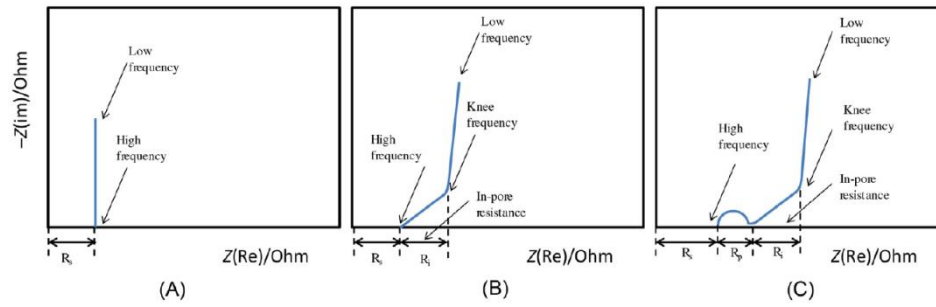 –Z(im)/Ohm
Low
frequency
High
frequency
Rs
Z(Re)/Ohm
(A)
Low
frequency
Knee
frequency
High
frequency
In-pore
resistance
Rs
Ri
Z(Re)/Ohm
(B)
Low
frequency
Knee
frequency
High
frequency
In-pore
resistance
Rs
Rp
Ri
Z(Re)/Ohm
(C)